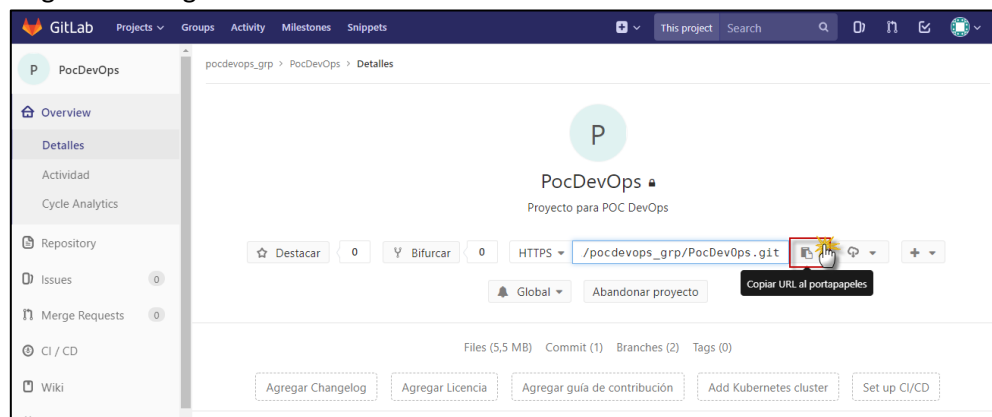 GitLab Projects Groups Activity Milestones Snippets This project Search
P PocDevOps
pocdevops_grp > PocDevOps > Detalles
Overview
Detalles
Actividad
Cycle Analytics
Repository
Issues 0
Merge Requests 0
CI / CD
Wiki
P
PocDevOps
Proyecto para POC DevOps
Destacar 0 Bifurcar 0 HTTPS /pocdevops_grp/PocDevOps.git
Copiar URL al portapapeles
Global Abandonar proyecto
Files (5,5 MB) Commit (1) Branches (2) Tags (0)
Agregar Changelog Agregar Licencia Agregar guía de contribución Add Kubernetes cluster Set up CI/CD